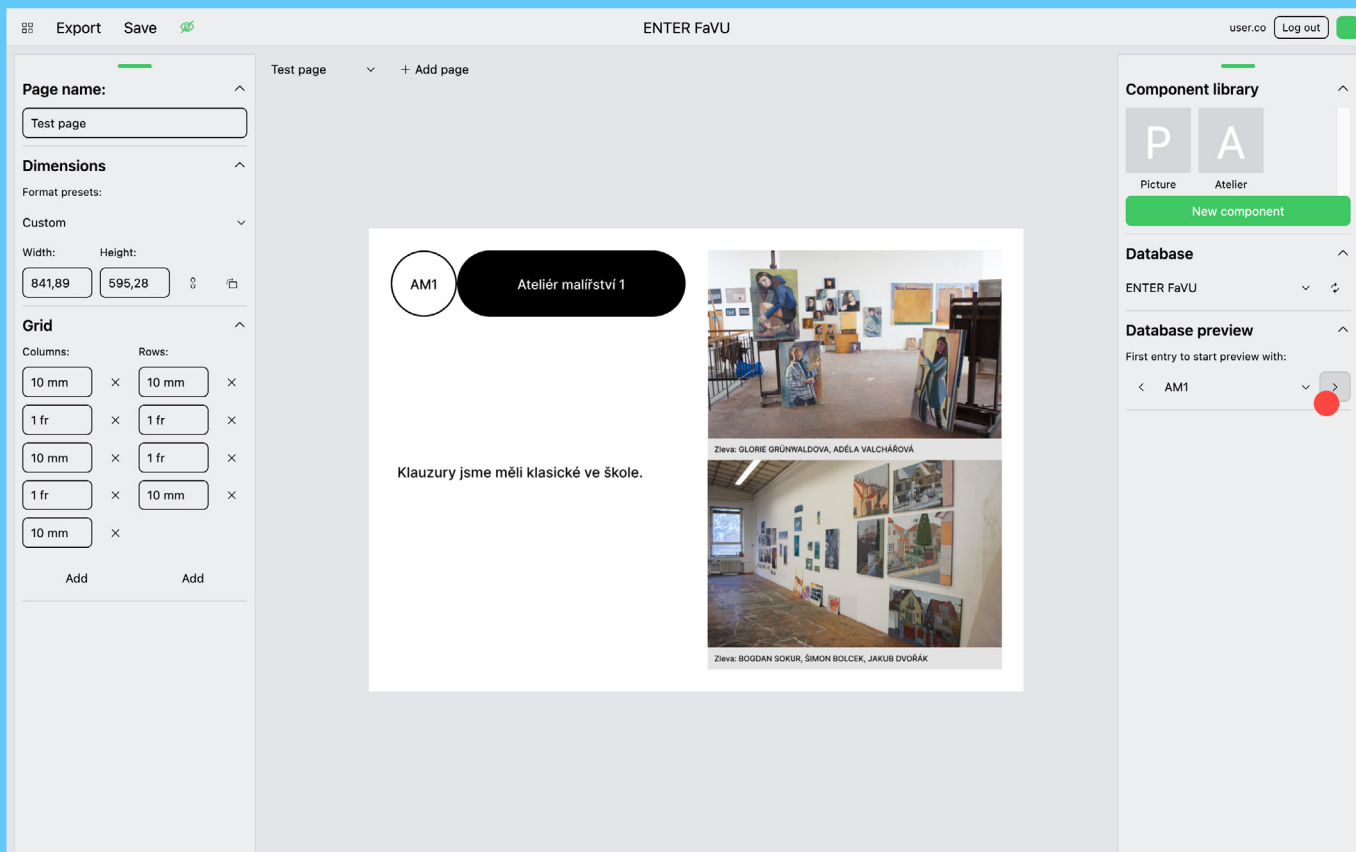 Export Save ENTER FaVU user.co Log out
Page name:
Test page
Dimensions
Format presets:
Custom
Width: Height:
841,89 595,28
Grid
Columns: Rows:
10 mm × 10 mm ×
1 fr × 1 fr ×
10 mm × 1 fr ×
1 fr × 10 mm ×
10 mm ×
Add Add
Test page + Add page
AM1 Ateliér malířství 1
Klauzury jsme měli klasické ve škole.
Zleva: GLORIE GRÜNWALDOVA, ADÉLA VALCHÁŘOVÁ
Zleva: BOGDAN SOKUR, ŠIMON BOLCEK, JAKUB DVOŘÁK
Component library
P A
Picture Atelier
New component
Database
ENTER FaVU
Database preview
First entry to start preview with:
AM1